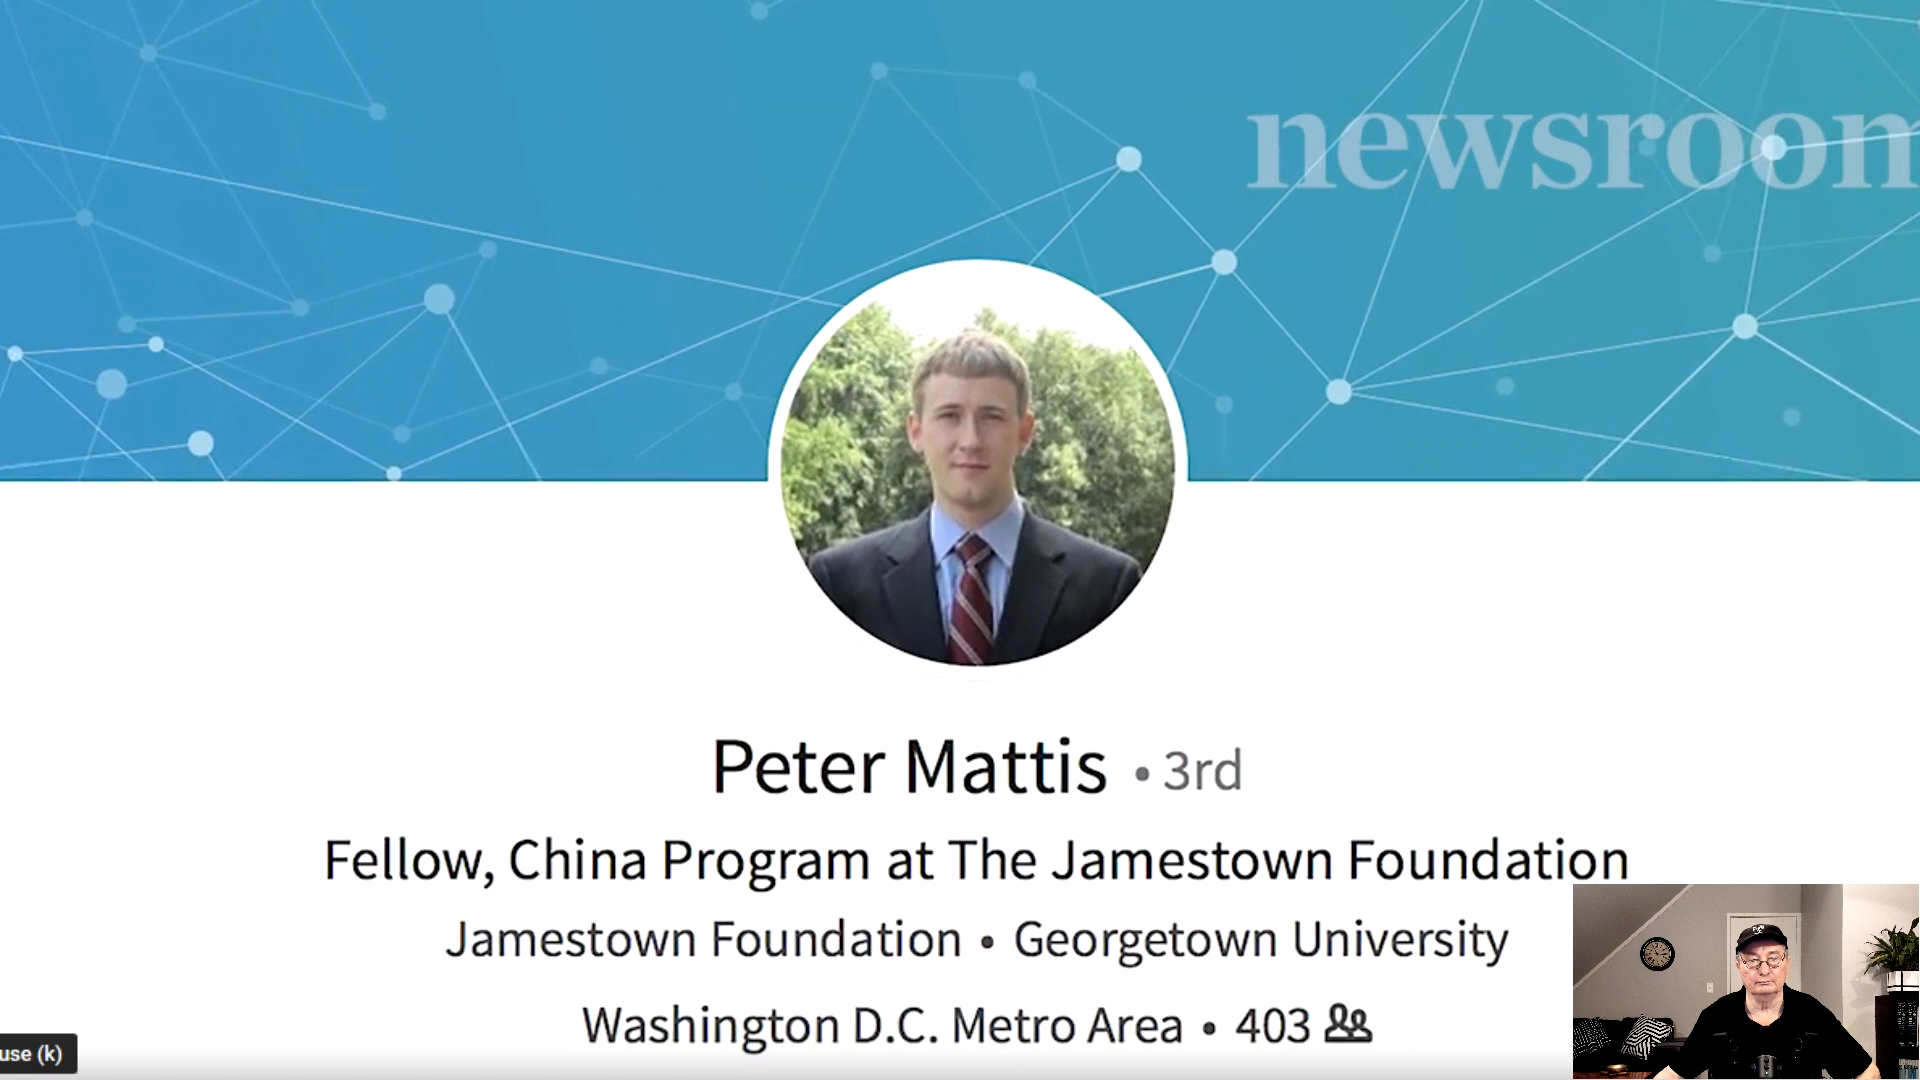 newsroom
Peter Mattis • 3rd
Fellow, China Program at The Jamestown Foundation
Jamestown Foundation • Georgetown University
Washington D.C. Metro Area • 403
use (k)